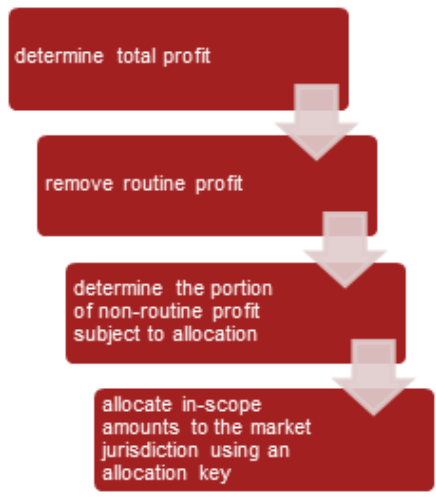 determine total profit
remove routine profit
determine the portion
of non-routine profit
subject to allocation
allocate in-scope
amounts to the market
jurisdiction using an
allocation key